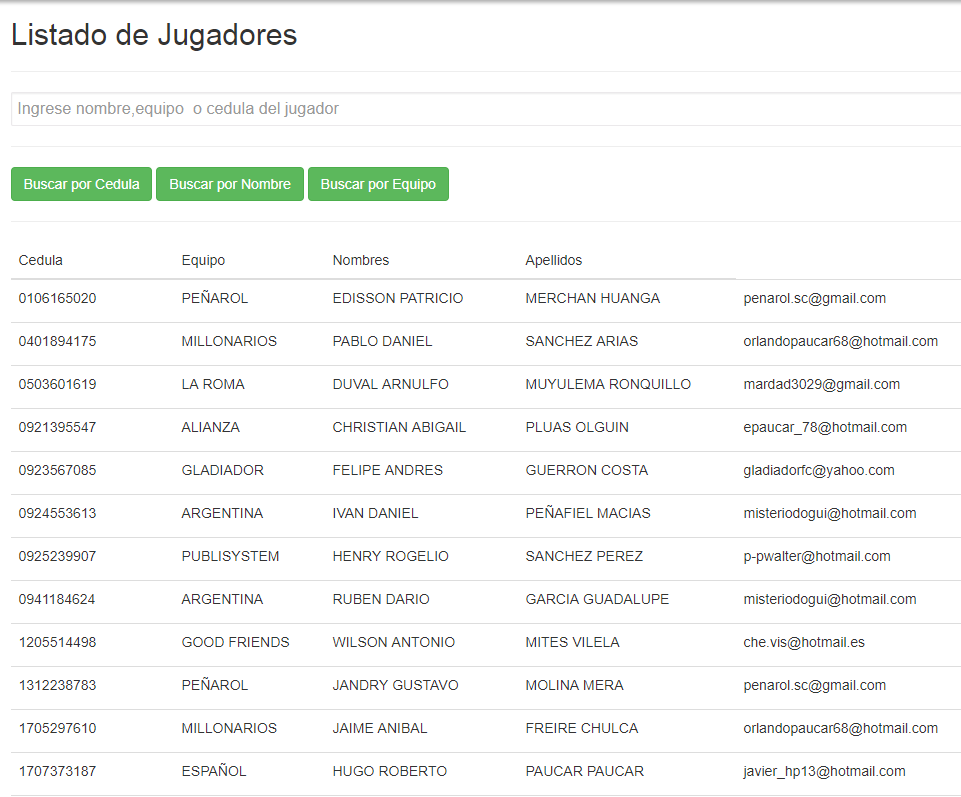 Listado de Jugadores
Ingrese nombre,equipo o cedula del jugador
Buscar por Cedula Buscar por Nombre Buscar por Equipo
Cedula Equipo Nombres Apellidos
0106165020 PEÑAROL EDISSON PATRICIO MERCHAN HUANGA penarol.sc@gmail.com
0401894175 MILLONARIOS PABLO DANIEL SANCHEZ ARIAS orlandopaucar68@hotmail.com
0503601619 LA ROMA DUVAL ARNULFO MUYULEMA RONQUILLO mardad3029@gmail.com
0921395547 ALIANZA CHRISTIAN ABIGAIL PLUAS OLGUIN epaucar_78@hotmail.com
0923567085 GLADIADOR FELIPE ANDRES GUERRON COSTA gladiadorfc@yahoo.com
0924553613 ARGENTINA IVAN DANIEL PEÑAFIEL MACIAS misteriodogui@hotmail.com
0925239907 PUBLISYSTEM HENRY ROGELIO SANCHEZ PEREZ p-pwalter@hotmail.com
0941184624 ARGENTINA RUBEN DARIO GARCIA GUADALUPE misteriodogui@hotmail.com
1205514498 GOOD FRIENDS WILSON ANTONIO MITES VILELA che.vis@hotmail.es
1312238783 PEÑAROL JANDRY GUSTAVO MOLINA MERA penarol.sc@gmail.com
1705297610 MILLONARIOS JAIME ANIBAL FREIRE CHULCA orlandopaucar68@hotmail.com
1707373187 ESPAÑOL HUGO ROBERTO PAUCAR PAUCAR javier_hp13@hotmail.com